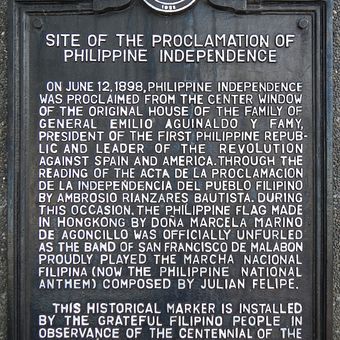 1896
SITE OF THE PROCLAMATION OF
PHILIPPINE INDEPENDENCE
ON JUNE 12, 1898, PHILIPPINE INDEPENDENCE
WAS PROCLAIMED FROM THE CENTER WINDOW
OF THE ORIGINAL HOUSE OF THE FAMILY OF
GENERAL EMILIO AGUINALDO Y FAMY,
PRESIDENT OF THE FIRST PHILIPPINE REPUB-
LIC AND LEADER OF THE REVOLUTION
AGAINST SPAIN AND AMERICA. THROUGH THE
READING OF THE ACTA DE LA PROCLAMACION
DE LA INDEPENDENCIA DEL PUEBLO FILIPINO
BY AMBROSIO RIANZARES BAUTISTA. DURING
THIS OCCASION. THE PHILIPPINE FLAG MADE
IN HONGKONG BY DOÑA MARCELA MARIÑO
DE AGONCILLO WAS OFFICIALLY UNFURLED
AS THE BAND OF SAN FRANCISCO DE MALABON
PROUDLY PLAYED THE MARCHA NACIONAL
FILIPINA (NOW THE PHILIPPINE NATIONAL
ANTHEM) COMPOSED BY JULIAN FELIPE.
THIS HISTORICAL MARKER IS INSTALLED
BY THE GRATEFUL FILIPINO PEOPLE IN
OBSERVANCE OF THE CENTENNIAL OF THE